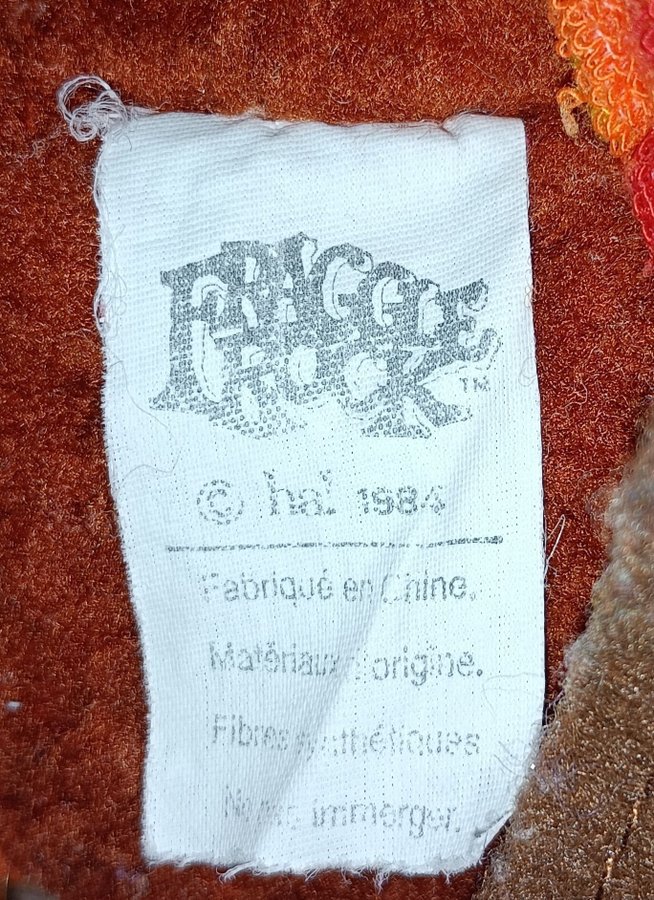 FRAGGLE
ROCK™
© ha! 1984
Fabriqué en Chine.
Matériaux d'origine.
Fibres synthétiques
Ne pas immerger.